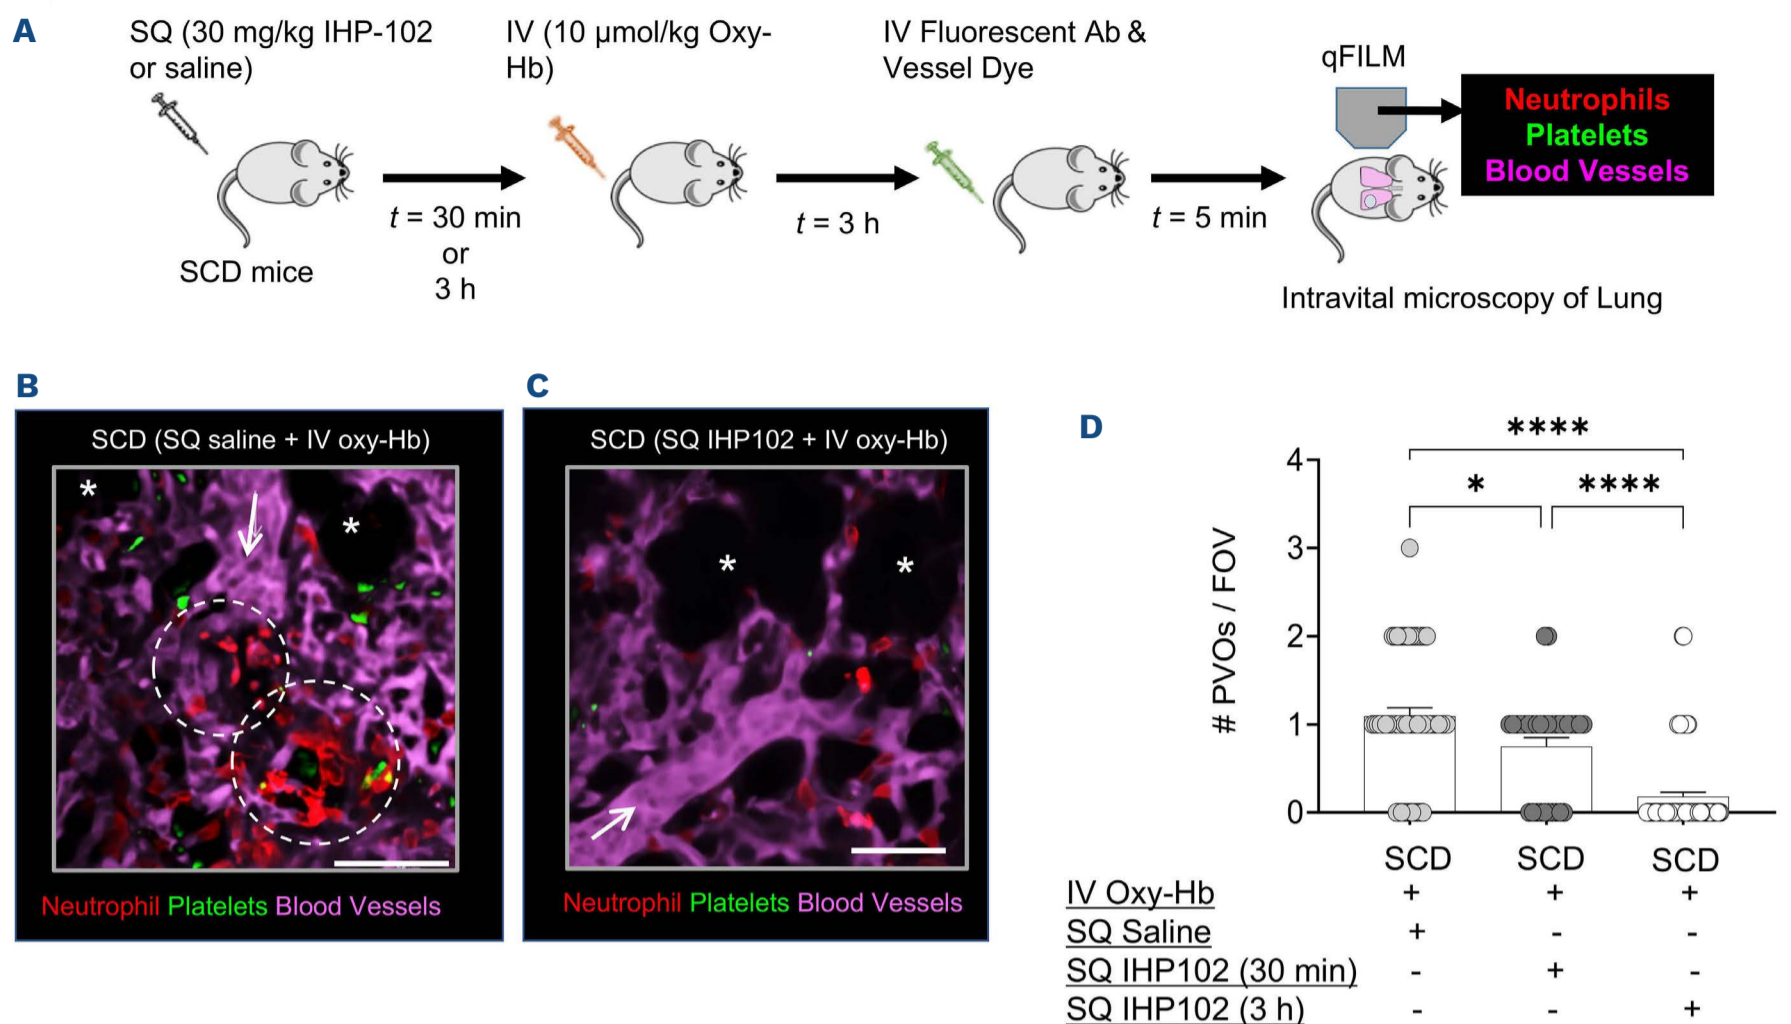 A
SQ (30 mg/kg IHP-102
or saline)
IV (10 µmol/kg Oxy-
Hb)
IV Fluorescent Ab &
Vessel Dye
qFILM
Neutrophils
Platelets
Blood Vessels
t = 30 min
or
3 h
t = 3 h
t = 5 min
SCD mice
Intravital microscopy of Lung
B
SCD (SQ saline + IV oxy-Hb)
*
*
Neutrophil Platelets Blood Vessels
C
SCD (SQ IHP102 + IV oxy-Hb)
*
*
Neutrophil Platelets Blood Vessels
D
****
*
****
# PVOs / FOV
4
3
2
1
0
SCD SCD SCD
IV Oxy-Hb + + +
SQ Saline + - -
SQ IHP102 (30 min) - + -
SQ IHP102 (3 h) - - +